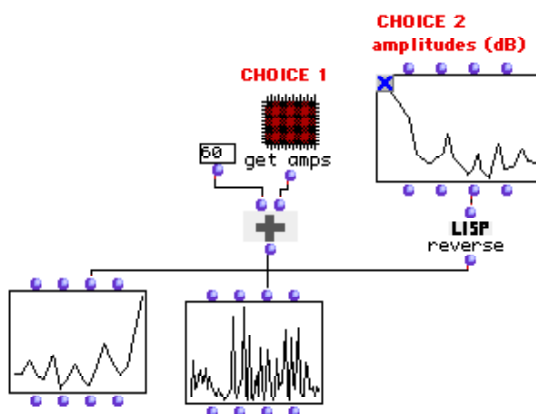 CHOICE 2
amplitudes (dB)
CHOICE 1
60
get amps
LISP
reverse